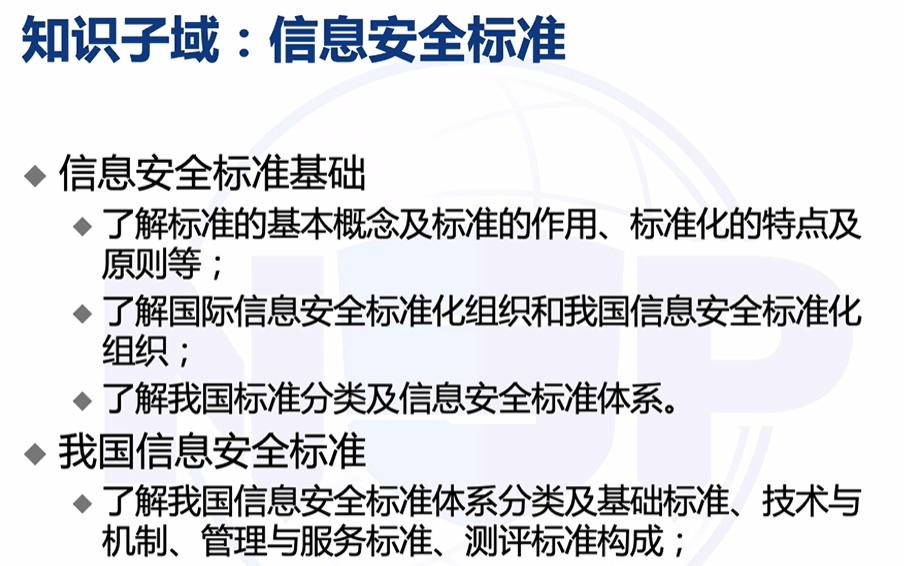 知识子域：信息安全标准
信息安全标准基础
了解标准的基本概念及标准的作用、标准化的特点及
原则等；
了解国际信息安全标准化组织和我国信息安全标准化
组织；
了解我国标准分类及信息安全标准体系。
我国信息安全标准
了解我国信息安全标准体系分类及基础标准、技术与
机制、管理与服务标准、测评标准构成；